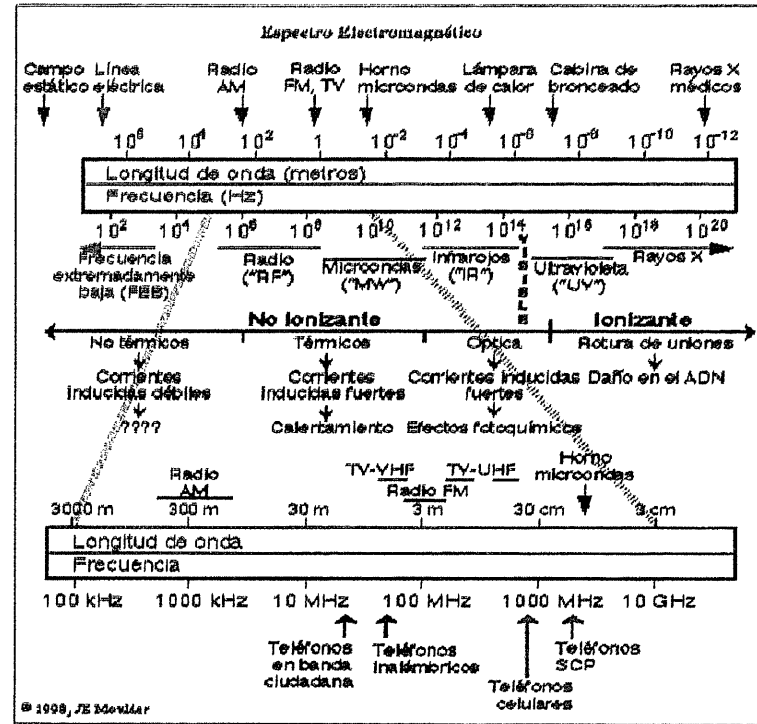 Espectro Electromagnético
Campo estático
Línea eléctrica
Radio AM
Radio FM, TV
Horno microondas
Lámpara de calor
Cabina de bronceado
Rayos X médicos
10⁶ 10⁴ 10² 1 10⁻² 10⁻⁴ 10⁻⁶ 10⁻⁸ 10⁻¹⁰ 10⁻¹²
Longitud de onda (metros)
Frecuencia (Hz)
10² 10⁴ 10⁶ 10⁸ 10¹⁰ 10¹² 10¹⁴ 10¹⁶ 10¹⁸ 10²⁰
Frecuencia
extremadamente
baja (FEB)
Radio
("RF")
Microondas
("MW")
Infrarojos
("IR")
VISIBLE
Ultravioleta
("UV")
Rayos X
No Ionizante
Ionizante
No térmicos
Térmicos
Optica
Rotura de uniones
Corrientes
inducidas débiles
Corrientes
inducidas fuertes
Corrientes inducidas
fuertes
Daño en el ADN
????
Calentamiento
Efectos fotoquímicos
Radio
AM
TV-VHF
TV-UHF
Radio FM
Horno
microondas
3000 m 300 m 30 m 3 m 30 cm 3 cm
Longitud de onda
Frecuencia
100 kHz 1000 kHz 10 MHz 100 MHz 1000 MHz 10 GHz
Teléfonos
en banda
ciudadana
Teléfonos
inalámbricos
Teléfonos
celulares
Teléfonos
SCP
© 1998, JE Moulder